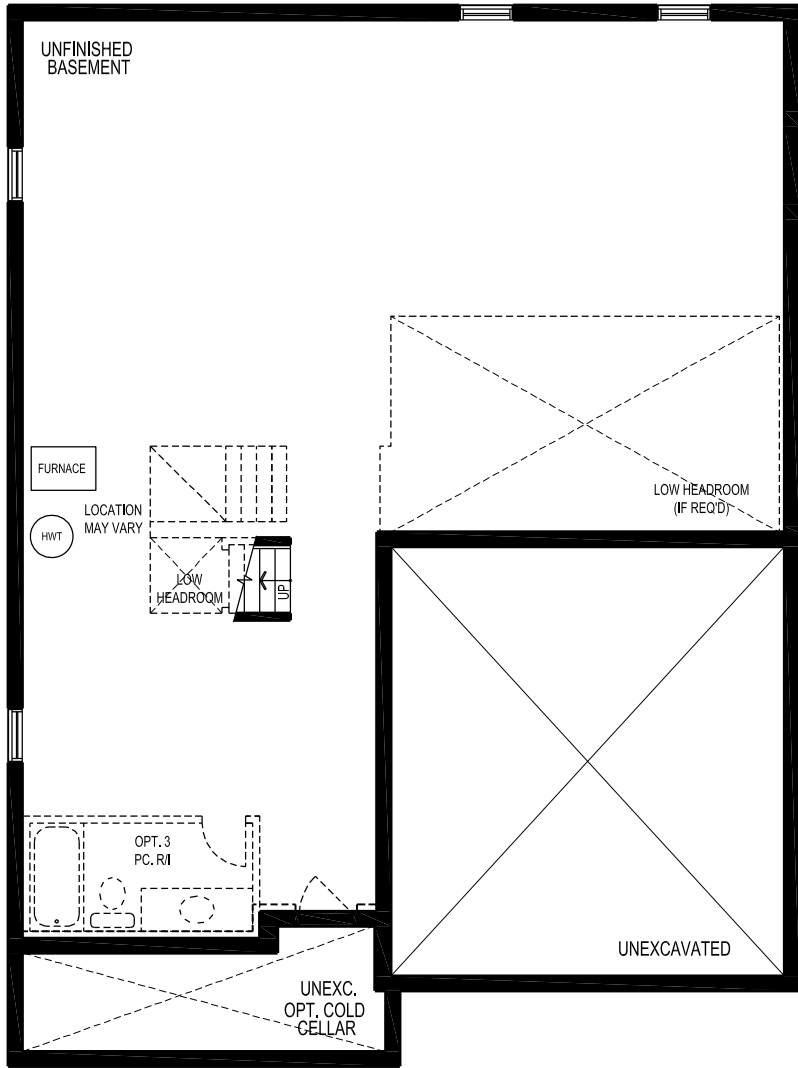 UNFINISHED
BASEMENT
FURNACE
LOCATION
MAY VARY
HWT
LOW HEADROOM
(IF REQ'D)
LOW
HEADROOM
UP
OPT. 3
PC. R/I
UNEXCAVATED
UNEXC.
OPT. COLD
CELLAR